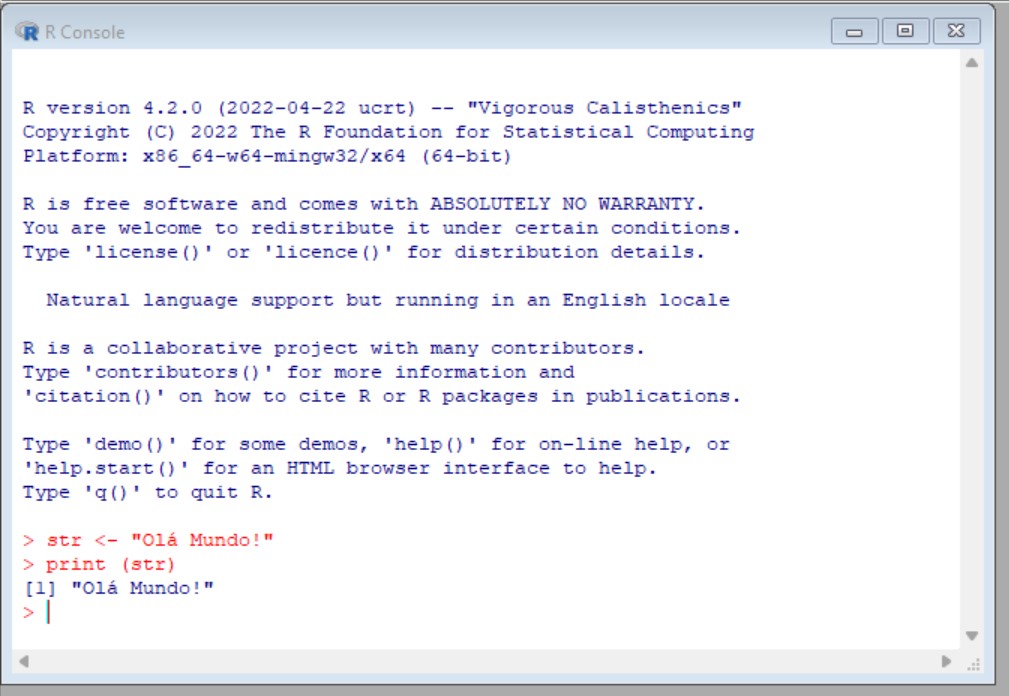 R Console
R version 4.2.0 (2022-04-22 ucrt) -- "Vigorous Calisthenics"
Copyright (C) 2022 The R Foundation for Statistical Computing
Platform: x86_64-w64-mingw32/x64 (64-bit)
R is free software and comes with ABSOLUTELY NO WARRANTY.
You are welcome to redistribute it under certain conditions.
Type 'license()' or 'licence()' for distribution details.
Natural language support but running in an English locale
R is a collaborative project with many contributors.
Type 'contributors()' for more information and
'citation()' on how to cite R or R packages in publications.
Type 'demo()' for some demos, 'help()' for on-line help, or
'help.start()' for an HTML browser interface to help.
Type 'q()' to quit R.
> str <- "Olá Mundo!"
> print (str)
[1] "Olá Mundo!"
>